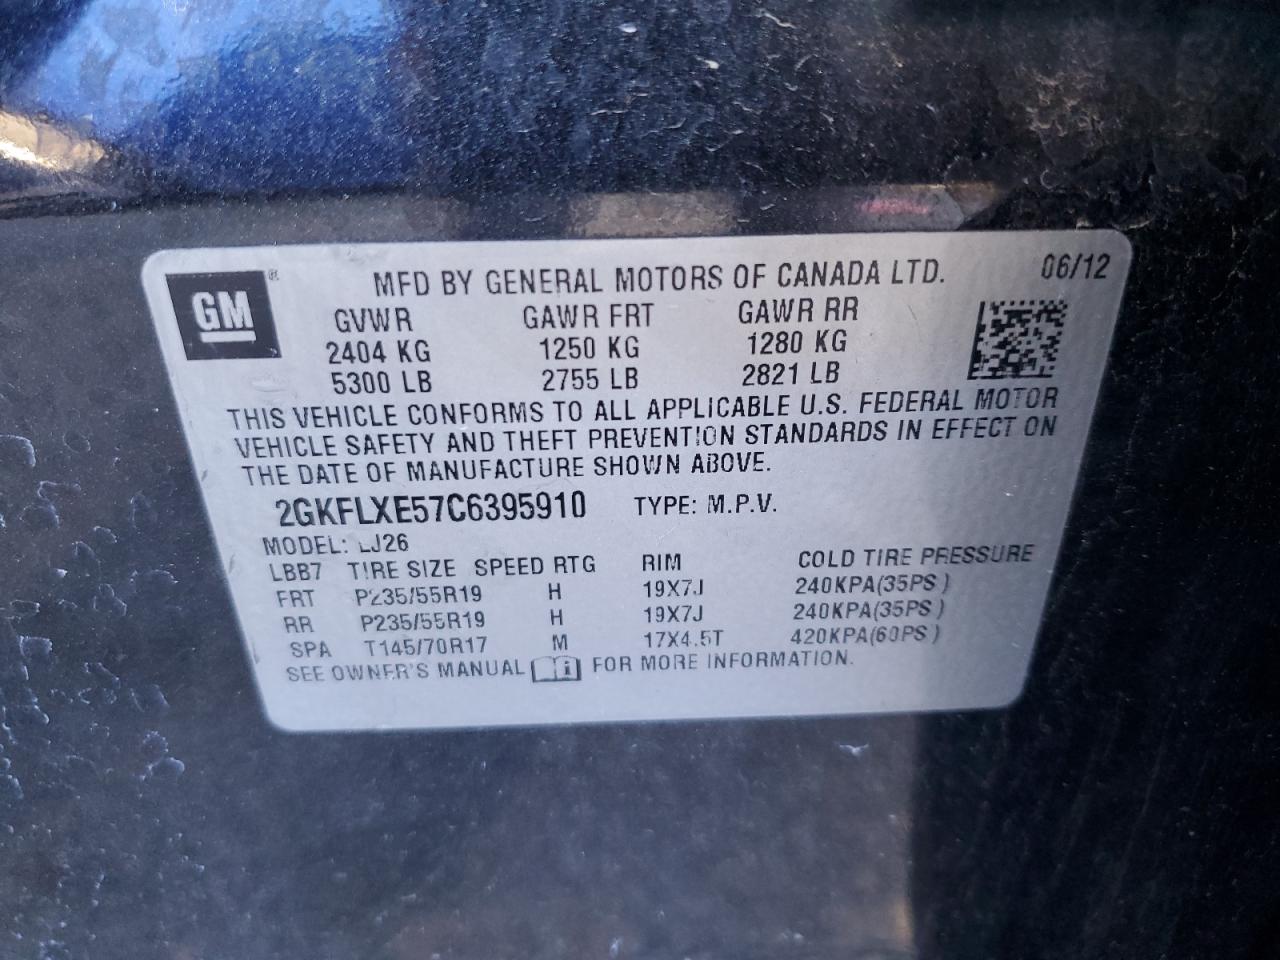 GM ®
MFD BY GENERAL MOTORS OF CANADA LTD. 06/12
GVWR GAWR FRT GAWR RR
2404 KG 1250 KG 1280 KG
5300 LB 2755 LB 2821 LB
THIS VEHICLE CONFORMS TO ALL APPLICABLE U.S. FEDERAL MOTOR
VEHICLE SAFETY AND THEFT PREVENTION STANDARDS IN EFFECT ON
THE DATE OF MANUFACTURE SHOWN ABOVE.
2GKFLXE57C6395910 TYPE: M.P.V.
MODEL: LJ26
LBB7 TIRE SIZE SPEED RTG RIM COLD TIRE PRESSURE
FRT P235/55R19 H 19X7J 240KPA(35PS )
RR P235/55R19 H 19X7J 240KPA(35PS )
SPA T145/70R17 M 17X4.5T 420KPA(60PS )
SEE OWNER'S MANUAL i FOR MORE INFORMATION.